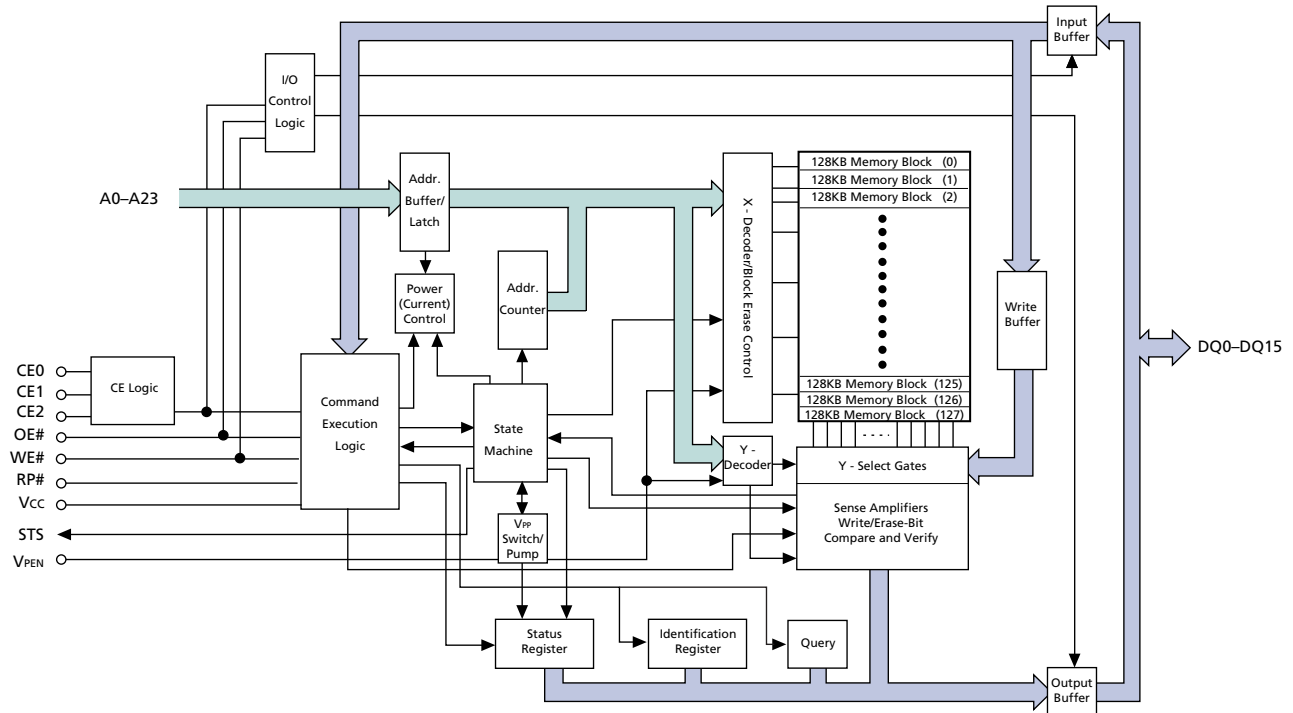 Input
Buffer
I/O
Control
Logic
A0–A23
Addr.
Buffer/
Latch
X - Decoder/Block Erase Control
128KB Memory Block (0)
128KB Memory Block (1)
128KB Memory Block (2)
Power
(Current)
Control
Addr.
Counter
Write
Buffer
DQ0–DQ15
CE0
CE1
CE2
OE#
WE#
RP#
VCC
STS
VPEN
CE Logic
Command
Execution
Logic
State
Machine
128KB Memory Block (125)
128KB Memory Block (126)
128KB Memory Block (127)
Y -
Decoder
Y - Select Gates
Sense Amplifiers
Write/Erase-Bit
Compare and Verify
VPP
Switch/
Pump
Status
Register
Identification
Register
Query
Output
Buffer